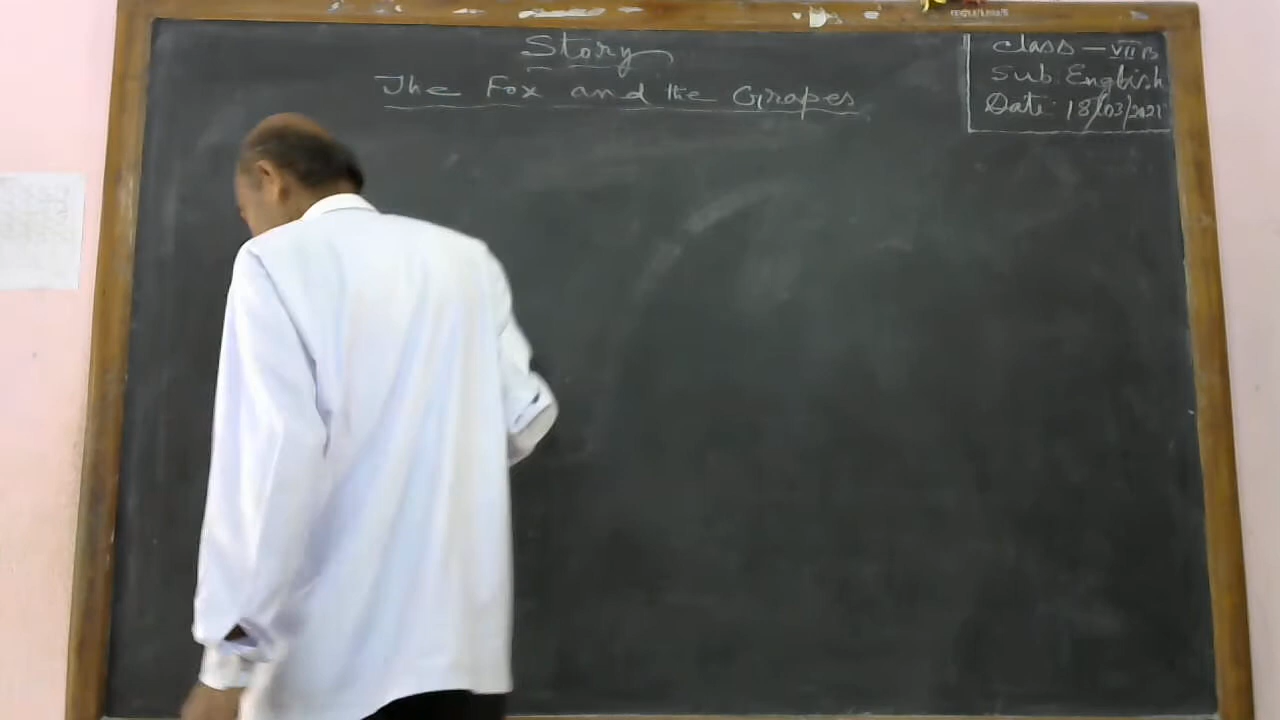 Story
The Fox and the Grapes
Class - VII B
Sub: English
Date: 18/03/2021